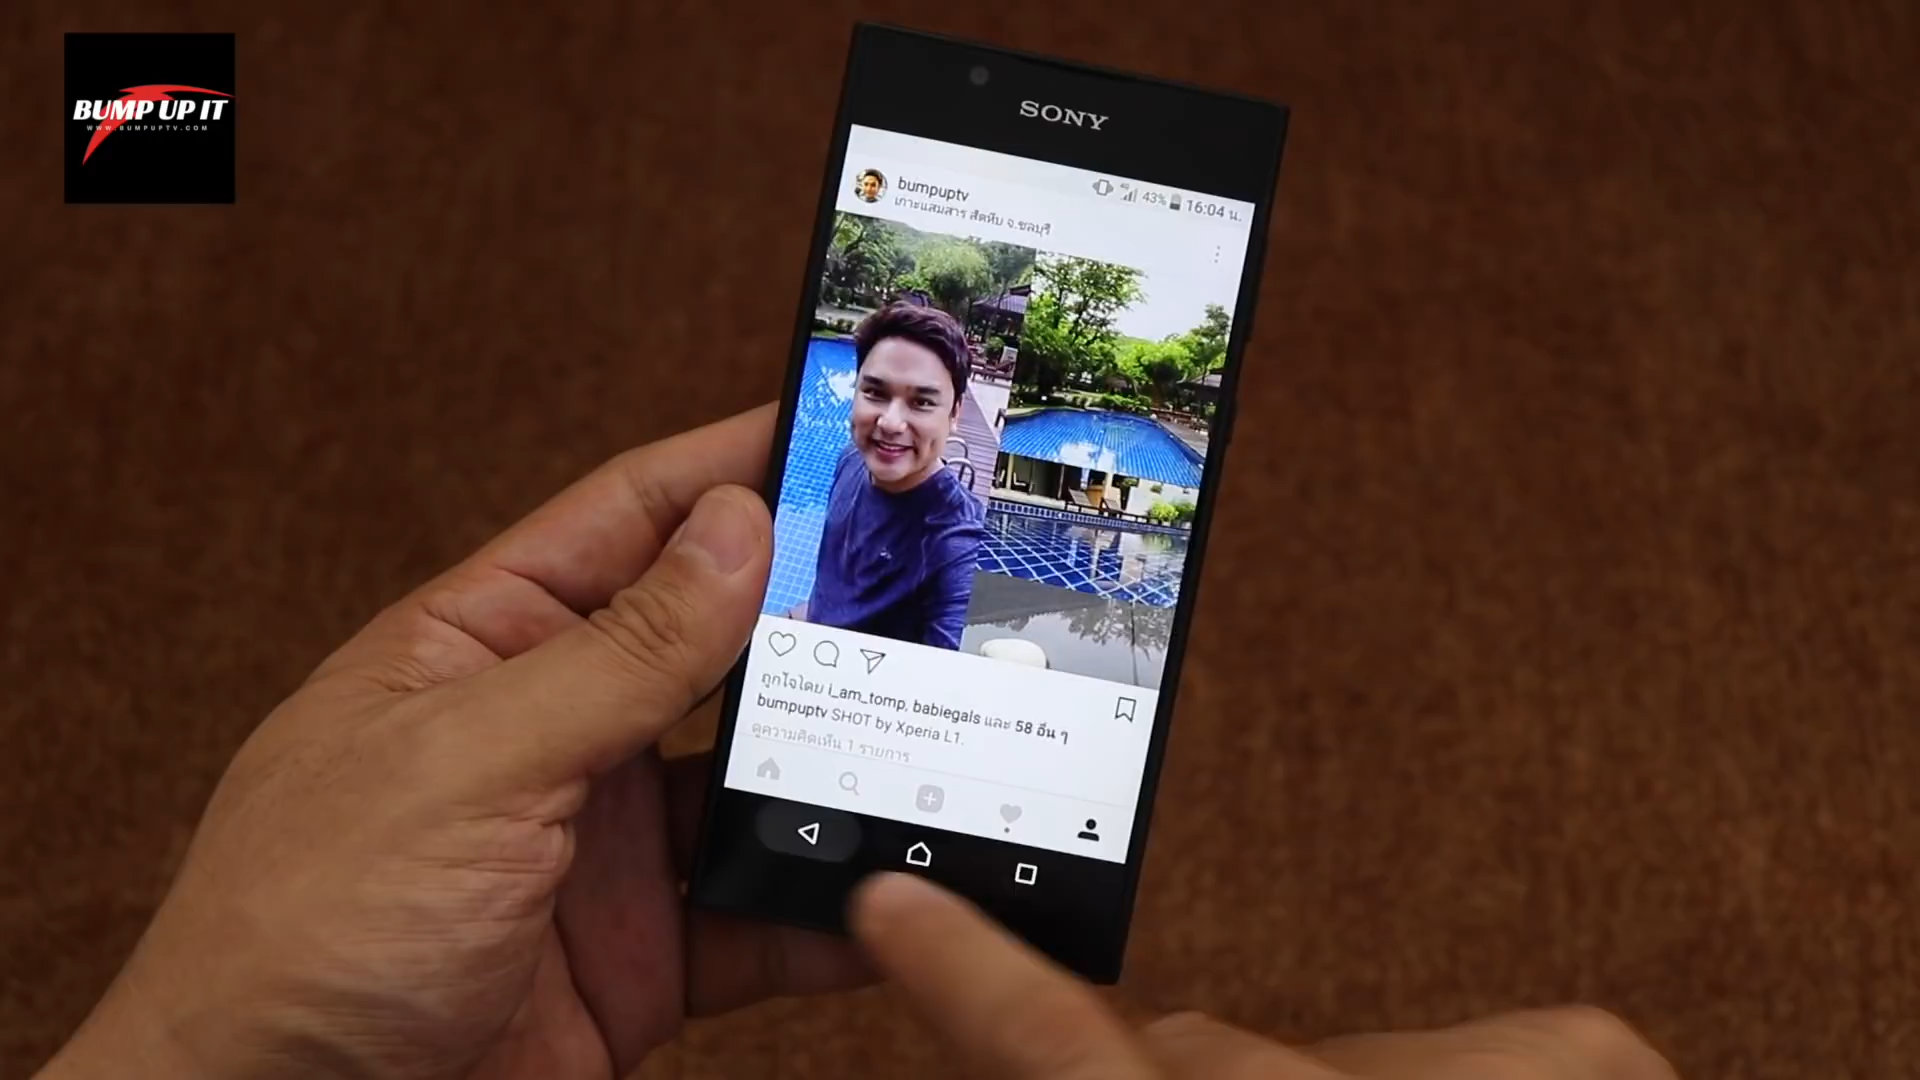 BUMP UP IT
WWW.BUMPUPTV.COM
SONY
43% 16:04 น.
bumpuptv
เกาะแสมสาร สัตหีบ จ.ชลบุรี
ถูกใจโดย i_am_tomp, babiegals และ 58 อื่น ๆ
bumpuptv SHOT by Xperia L1.
ดูความคิดเห็น 1 รายการ